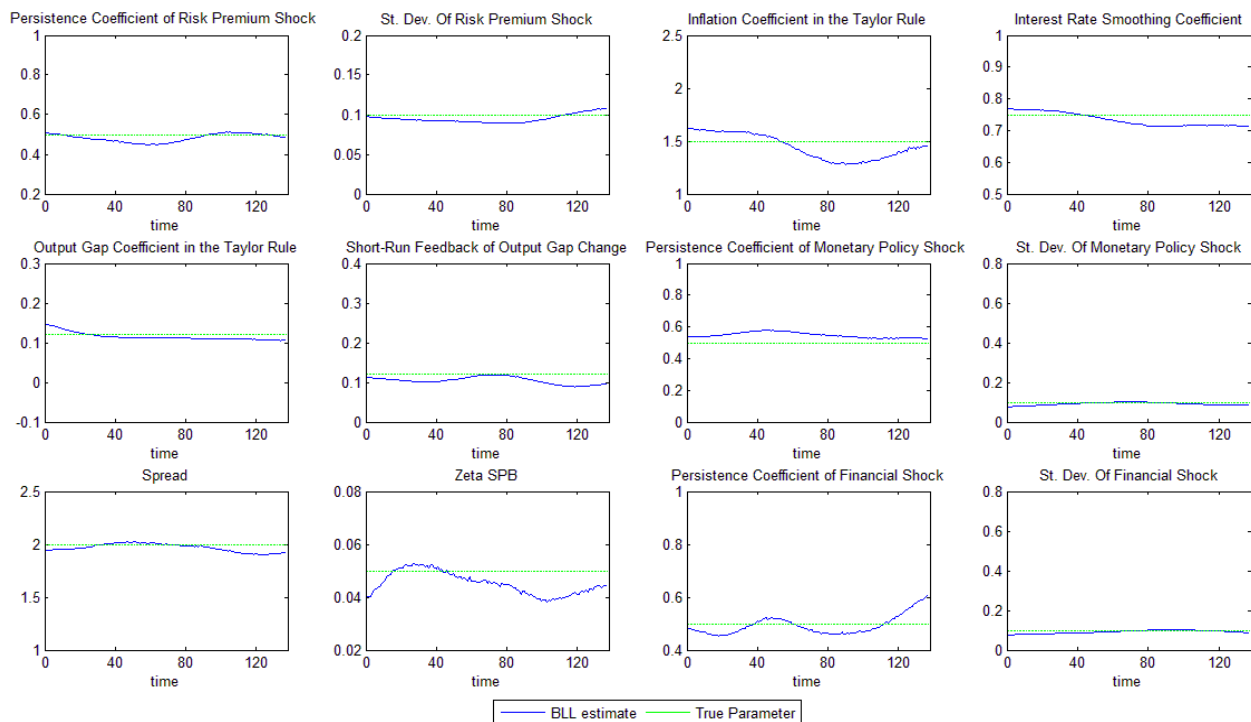 Persistence Coefficient of Risk Premium Shock
1
0.8
0.6
0.4
0.2
0 40 80 120
time
St. Dev. Of Risk Premium Shock
0.2
0.15
0.1
0.05
0
0 40 80 120
time
Inflation Coefficient in the Taylor Rule
2.5
2
1.5
1
0 40 80 120
time
Interest Rate Smoothing Coefficient
1
0.9
0.8
0.7
0.6
0.5
0 40 80 120
time
Output Gap Coefficient in the Taylor Rule
0.3
0.2
0.1
0
-0.1
0 40 80 120
time
Short-Run Feedback of Output Gap Change
0.4
0.3
0.2
0.1
0
0 40 80 120
time
Persistence Coefficient of Monetary Policy Shock
1
0.8
0.6
0.4
0.2
0
0 40 80 120
time
St. Dev. Of Monetary Policy Shock
0.8
0.6
0.4
0.2
0
0 40 80 120
time
Spread
2.5
2
1.5
1
0 40 80 120
time
Zeta SPB
0.08
0.06
0.04
0.02
0 40 80 120
time
Persistence Coefficient of Financial Shock
1
0.8
0.6
0.4
0 40 80 120
time
St. Dev. Of Financial Shock
0.8
0.6
0.4
0.2
0
0 40 80 120
time
BLL estimate True Parameter